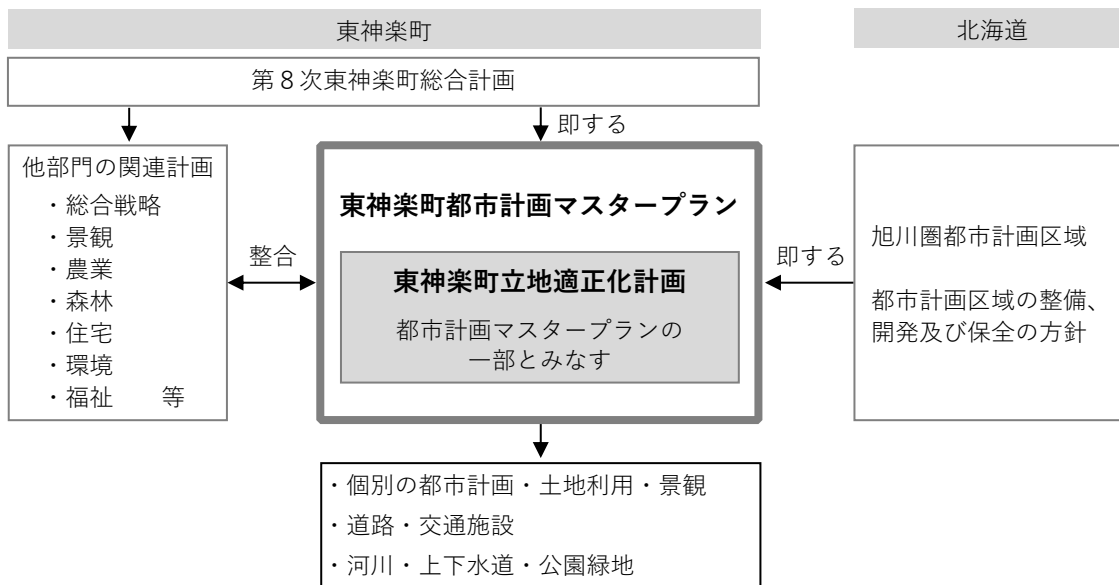 東神楽町
北海道
第８次東神楽町総合計画
即する
他部門の関連計画
・総合戦略
・景観
・農業
・森林
・住宅
・環境
・福祉　　等
整合
東神楽町都市計画マスタープラン
東神楽町立地適正化計画
都市計画マスタープランの
一部とみなす
即する
旭川圏都市計画区域
都市計画区域の整備、
開発及び保全の方針
・個別の都市計画・土地利用・景観
・道路・交通施設
・河川・上下水道・公園緑地